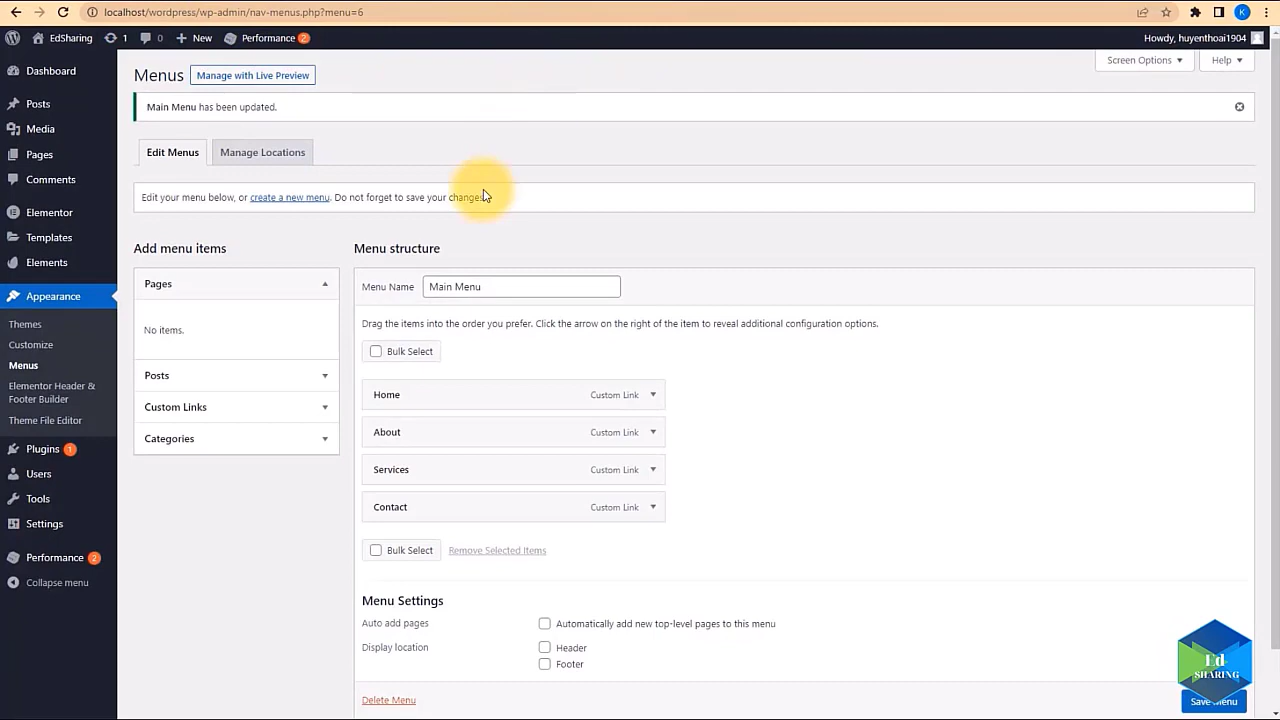 localhost/wordpress/wp-admin/nav-menus.php?menu=6
K
EdSharing 1 0 New Performance 2
Howdy, huyenthoai1904
Dashboard
Posts
Media
Pages
Comments
Elementor
Templates
Elements
Appearance
Themes
Customize
Menus
Elementor Header &
Footer Builder
Theme File Editor
Plugins 1
Users
Tools
Settings
Performance 2
Collapse menu
Screen Options
Help
Menus
Manage with Live Preview
Main Menu has been updated.
Edit Menus
Manage Locations
Edit your menu below, or create a new menu. Do not forget to save your changes
Add menu items
Pages
No items.
Posts
Custom Links
Categories
Menu structure
Menu Name Main Menu
Drag the items into the order you prefer. Click the arrow on the right of the item to reveal additional configuration options.
Bulk Select
Home Custom Link
About Custom Link
Services Custom Link
Contact Custom Link
Bulk Select Remove Selected Items
Menu Settings
Auto add pages Automatically add new top-level pages to this menu
Display location Header
Footer
Delete Menu
Save Menu
Ed
SHARING